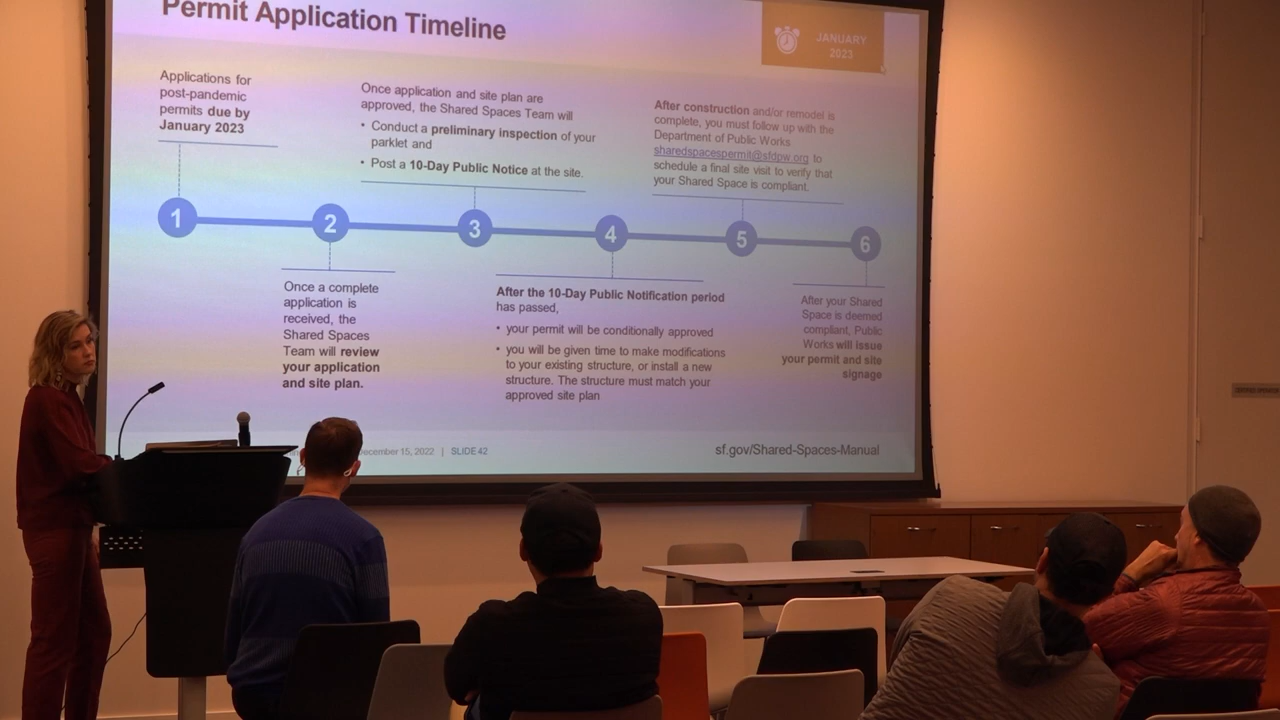 Permit Application Timeline
JANUARY
2023
Applications for
post-pandemic
permits due by
January 2023
Once application and site plan are
approved, the Shared Spaces Team will
• Conduct a preliminary inspection of your
parklet and
• Post a 10-Day Public Notice at the site.
After construction and/or remodel is
complete, you must follow up with the
Department of Public Works
sharedspacespermit@sfdpw.org to
schedule a final site visit to verify that
your Shared Space is compliant.
1
2
3
4
5
6
Once a complete
application is
received, the
Shared Spaces
Team will review
your application
and site plan.
After the 10-Day Public Notification period
has passed,
• your permit will be conditionally approved
• you will be given time to make modifications
to your existing structure, or install a new
structure. The structure must match your
approved site plan
After your Shared
Space is deemed
compliant, Public
Works will issue
your permit and site
signage
15, 2022 | SLIDE 42
sf.gov/Shared-Spaces-Manual